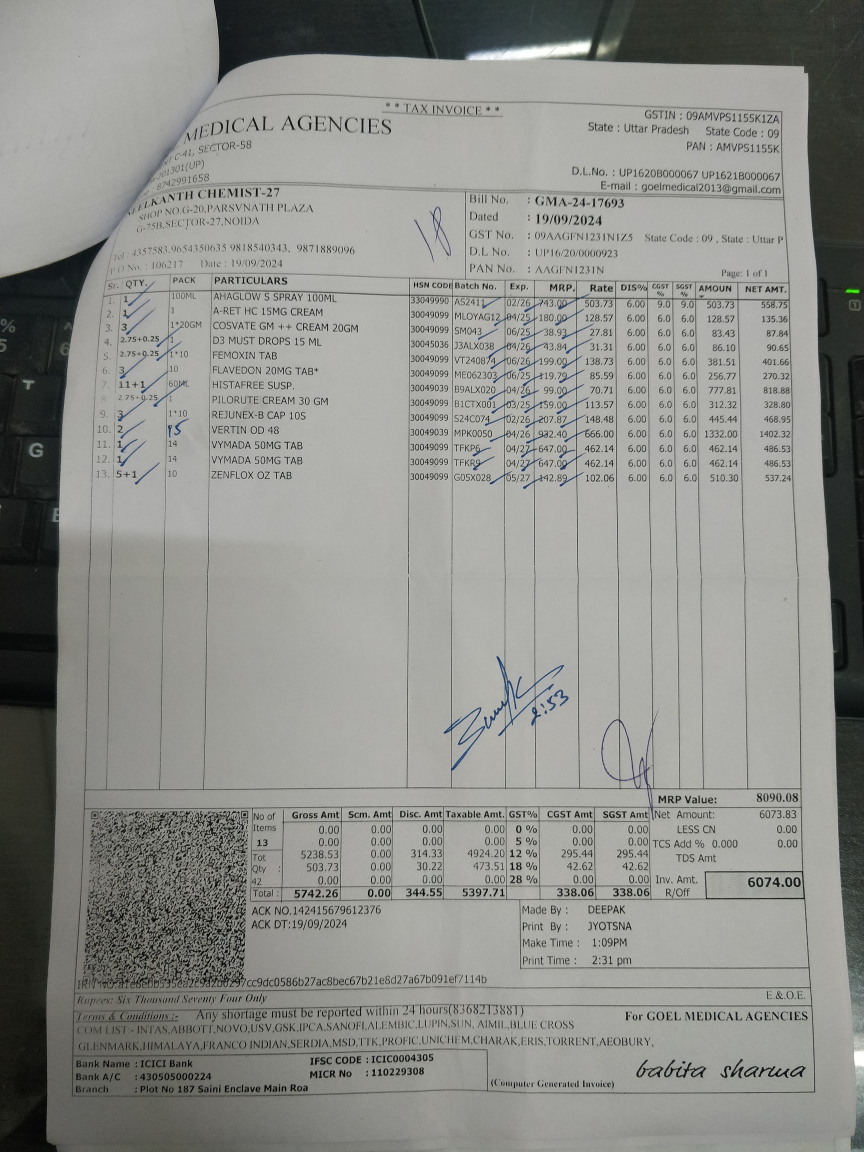 * * TAX INVOICE * *
GSTIN : 09AMVPS1155K1ZA
MEDICAL AGENCIES
State : Uttar Pradesh State Code : 09
PAN : AMVPS1155K
C-41, SECTOR-58
201301(UP)
8742991658
D.L.No. : UP1620B000067 UP1621B000067
E-mail : goelmedical2013@gmail.com
CHEMIST-27
SHOP NO.G-20,PARSVNATH PLAZA
G-75B,SECTOR-27,NOIDA
Tel : 4357583,9654350635 9818540343, 9871889096
P.O No. : 106217 Date : 19/09/2024
18
Bill No. : GMA-24-17693
Dated : 19/09/2024
GST No. : 09AAGFN1231N1Z5 State Code : 09 , State : Uttar P
D.L No. : UP16/20/0000923
PAN No. : AAGFN1231N
Page: 1 of 1
Sr. QTY. PACK PARTICULARS HSN CODE Batch No. Exp. MRP. Rate DIS% CGST % SGST % AMOUN NET AMT.
1. 1 100ML AHAGLOW S SPRAY 100ML 33049990 AS2411 02/26 743.00 503.73 6.00 9.0 9.0 503.73 558.75
2. 1 1 A-RET HC 15MG CREAM 30049099 MLOYAG12 04/25 180.00 128.57 6.00 6.0 6.0 128.57 135.36
3. 3 1*20GM COSVATE GM ++ CREAM 20GM 30049099 SM043 06/25 38.93 27.81 6.00 6.0 6.0 83.43 87.84
4. 2.75+0.25 1 D3 MUST DROPS 15 ML 30045036 J3ALX038 04/26 43.84 31.31 6.00 6.0 6.0 86.10 90.65
5. 2.75+0.25 1*10 FEMOXIN TAB 30049099 VT240874 06/26 199.00 138.73 6.00 6.0 6.0 381.51 401.66
6. 3 10 FLAVEDON 20MG TAB* 30049099 ME062303 06/25 119.79 85.59 6.00 6.0 6.0 256.77 270.32
7. 11+1 60ML HISTAFREE SUSP. 30049039 B9ALX020 04/26 99.00 70.71 6.00 6.0 6.0 777.81 818.88
8. 2.75+0.25 1 PILORUTE CREAM 30 GM 30049099 B1CTX001 03/25 159.00 113.57 6.00 6.0 6.0 312.32 328.80
9. 3 1*10 REJUNEX-B CAP 10S 30049099 S24C074 02/26 207.87 148.48 6.00 6.0 6.0 445.44 468.95
10. 2 15 VERTIN OD 48 30049039 MPK0050 04/26 932.40 666.00 6.00 6.0 6.0 1332.00 1402.32
11. 1 14 VYMADA 50MG TAB 30049099 TFKP6 04/27 647.00 462.14 6.00 6.0 6.0 462.14 486.53
12. 1 14 VYMADA 50MG TAB 30049099 TFKR9 04/27 647.00 462.14 6.00 6.0 6.0 462.14 486.53
13. 5+1 10 ZENFLOX OZ TAB 30049099 G05X028 05/27 142.89 102.06 6.00 6.0 6.0 510.30 537.24
2:53
MRP Value: 8090.08
No of Items 13
Tot Qty : 42
Gross Amt Scm. Amt Disc. Amt Taxable Amt. GST% CGST Amt SGST Amt
0.00 0.00 0.00 0.00 0 % 0.00 0.00
0.00 0.00 0.00 0.00 5 % 0.00 0.00
5238.53 0.00 314.33 4924.20 12 % 295.44 295.44
503.73 0.00 30.22 473.51 18 % 42.62 42.62
0.00 0.00 0.00 0.00 28 % 0.00 0.00
Total : 5742.26 0.00 344.55 5397.71 338.06 338.06
Net Amount: 6073.83
LESS CN 0.00
TCS Add % 0.000 0.00
TDS Amt
Inv. Amt. R/Off 6074.00
ACK NO.142415679612376
ACK DT:19/09/2024
Made By : DEEPAK
Print By : JYOTSNA
Make Time : 1:09PM
Print Time : 2:31 pm
Rupees: Six Thousand Seventy Four Only
E.& O.E.
Terms & Conditions :- Any shortage must be reported within 24 hours(8368213881)
COM LIST - INTAS,ABBOTT,NOVO,USV,GSK,IPCA,SANOFI,ALEMBIC,LUPIN,SUN, AIMIL,BLUE CROSS
GLENMARK,HIMALAYA,FRANCO INDIAN,SERDIA,MSD,TTK,PROFIC,UNICHEM,CHARAK,ERIS,TORRENT,AEOBURY,
For GOEL MEDICAL AGENCIES
Bank Name : ICICI Bank IFSC CODE : ICIC0004305
Bank A/C : 430505000224 MICR No : 110229308
Branch : Plot No 187 Saini Enclave Main Roa
(Computer Generated Invoice)
babita sharma